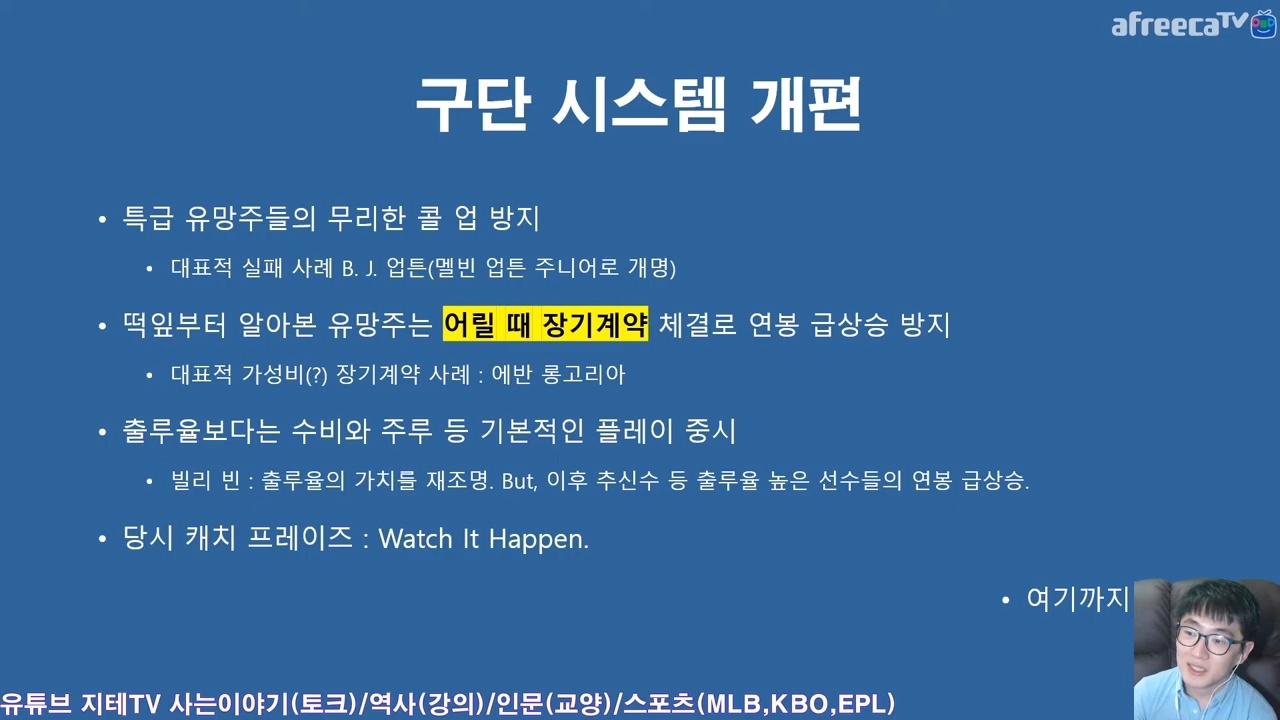 afreecaTV
구단 시스템 개편
• 특급 유망주들의 무리한 콜 업 방지
• 대표적 실패 사례 B. J. 업튼(멜빈 업튼 주니어로 개명)
• 떡잎부터 알아본 유망주는 어릴 때 장기계약 체결로 연봉 급상승 방지
• 대표적 가성비(?) 장기계약 사례 : 에반 롱고리아
• 출루율보다는 수비와 주루 등 기본적인 플레이 중시
• 빌리 빈 : 출루율의 가치를 재조명. But, 이후 추신수 등 출루율 높은 선수들의 연봉 급상승.
• 당시 캐치 프레이즈 : Watch It Happen.
• 여기까지
유튜브 지테TV 사는이야기(토크)/역사(강의)/인문(교양)/스포츠(MLB,KBO,EPL)